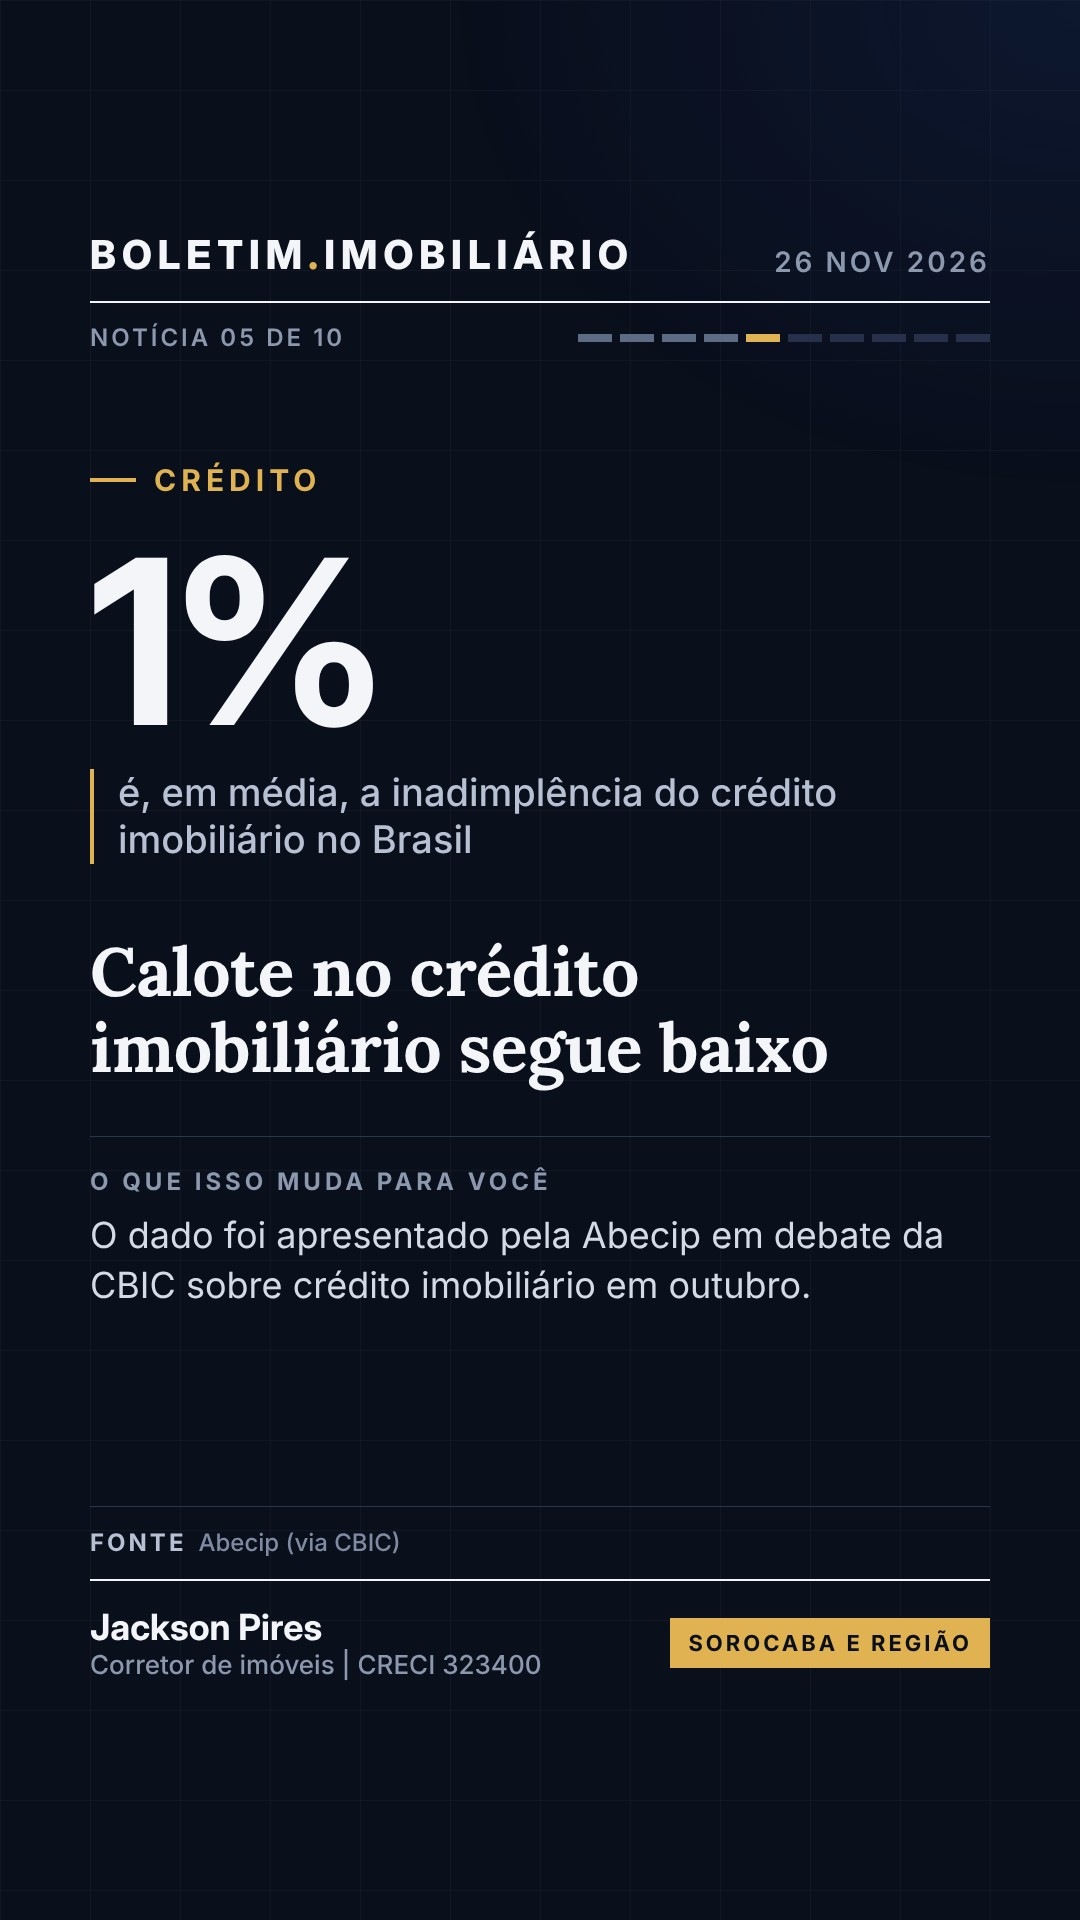 BOLETIM.IMOBILIÁRIO
26 NOV 2026
NOTÍCIA 05 DE 10
CRÉDITO
1%
é, em média, a inadimplência do crédito
imobiliário no Brasil
Calote no crédito
imobiliário segue baixo
O QUE ISSO MUDA PARA VOCÊ
O dado foi apresentado pela Abecip em debate da
CBIC sobre crédito imobiliário em outubro.
FONTE Abecip (via CBIC)
Jackson Pires
Corretor de imóveis | CRECI 323400
SOROCABA E REGIÃO